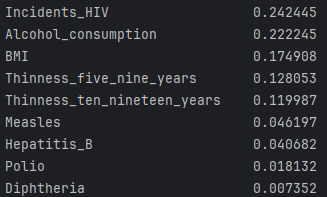 Incidents_HIV 0.242445
Alcohol_consumption 0.222245
BMI 0.174908
Thinness_five_nine_years 0.128053
Thinness_ten_nineteen_years 0.119987
Measles 0.046197
Hepatitis_B 0.040682
Polio 0.018132
Diphtheria 0.007352